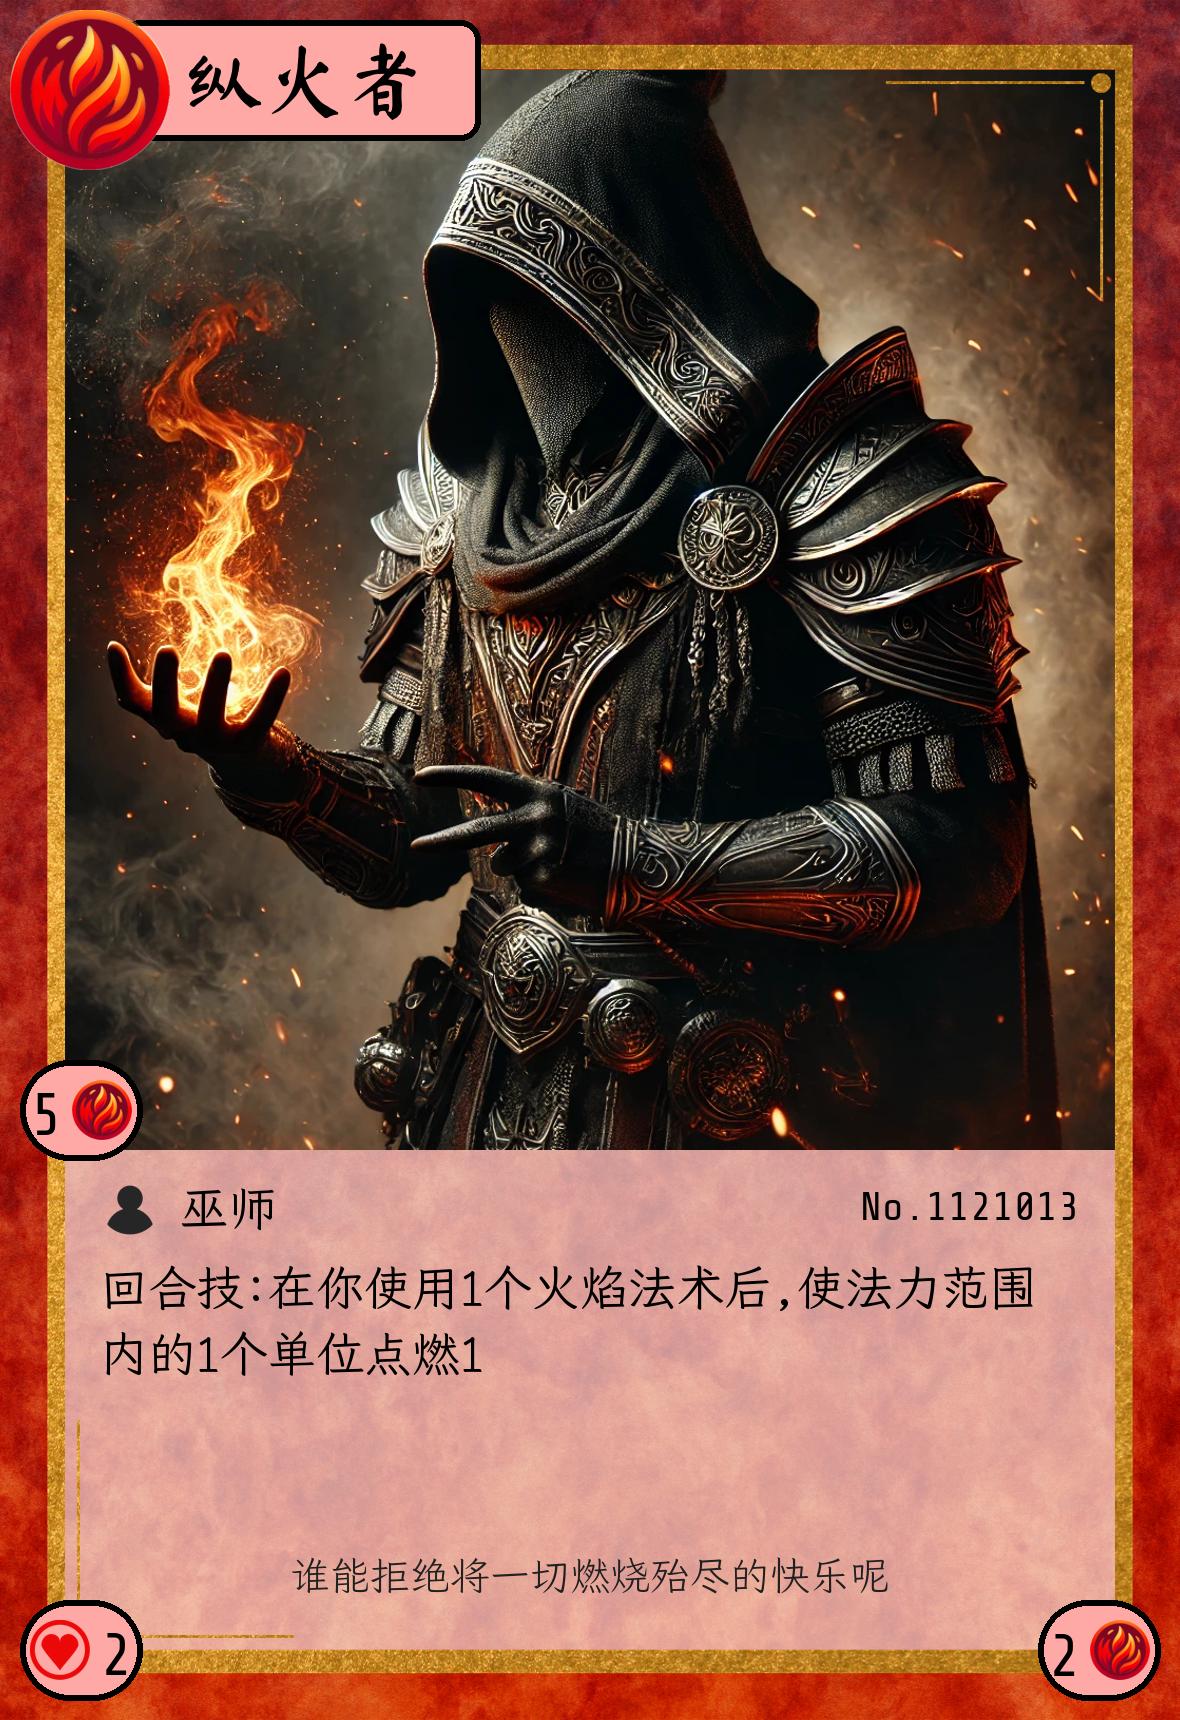 纵火者
5
巫师
No.1121013
回合技:在你使用1个火焰法术后,使法力范围
内的1个单位点燃1
谁能拒绝将一切燃烧殆尽的快乐呢
2
2